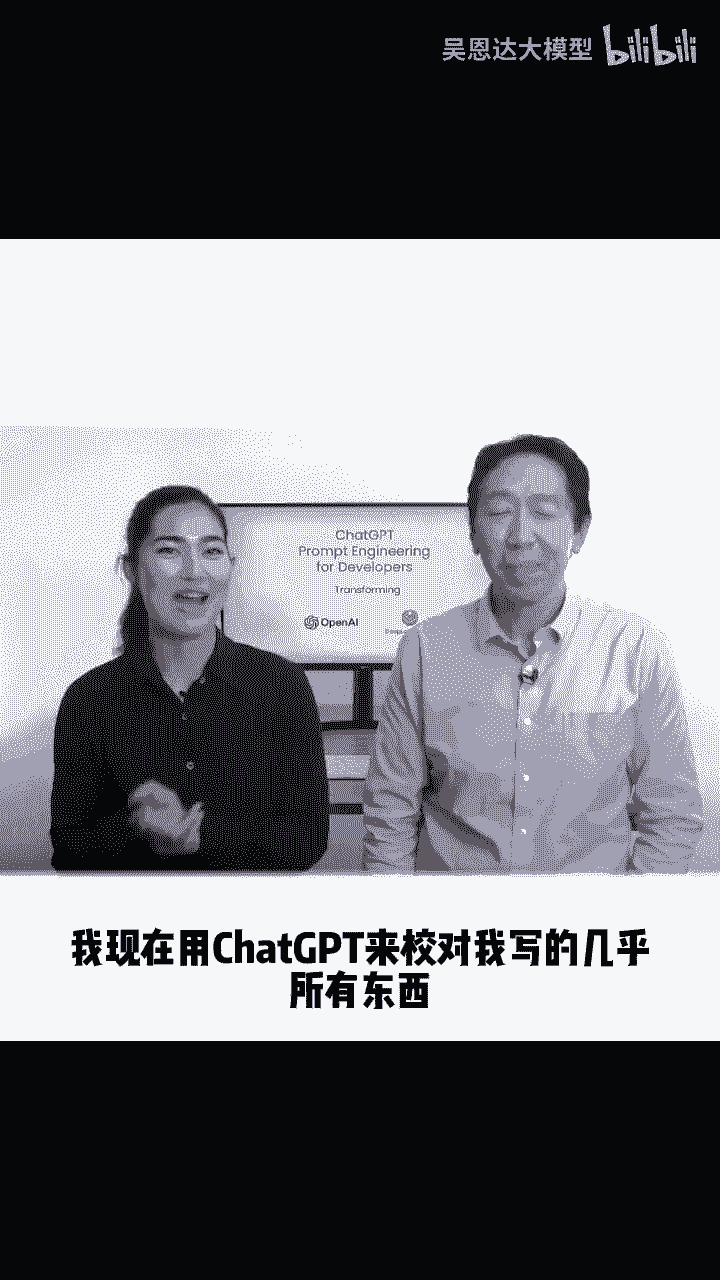 吴恩达大模型 bilibili
ChatGPT
Prompt Engineering
for Developers
Transforming
OpenAI
我现在用ChatGPT来校对我写的几乎
所有东西